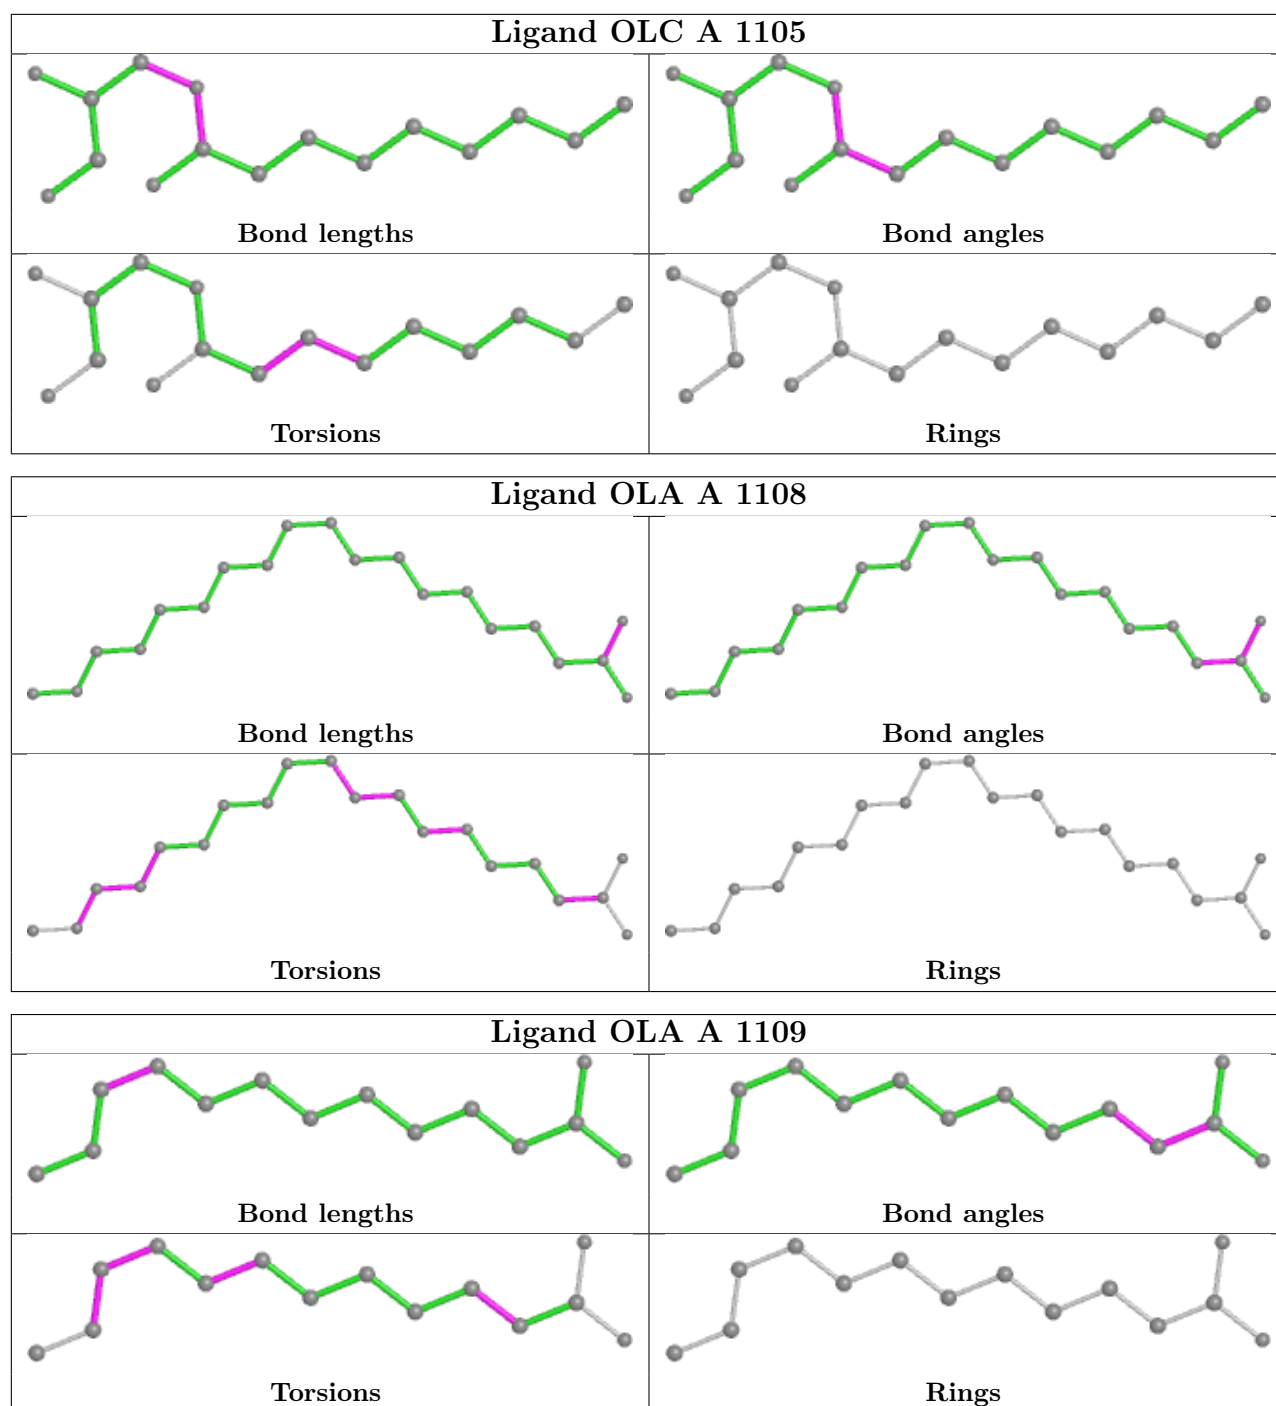 Ligand OLC A 1105
Bond lengths
Bond angles
Torsions
Rings
Ligand OLA A 1108
Bond lengths
Bond angles
Torsions
Rings
Ligand OLA A 1109
Bond lengths
Bond angles
Torsions
Rings